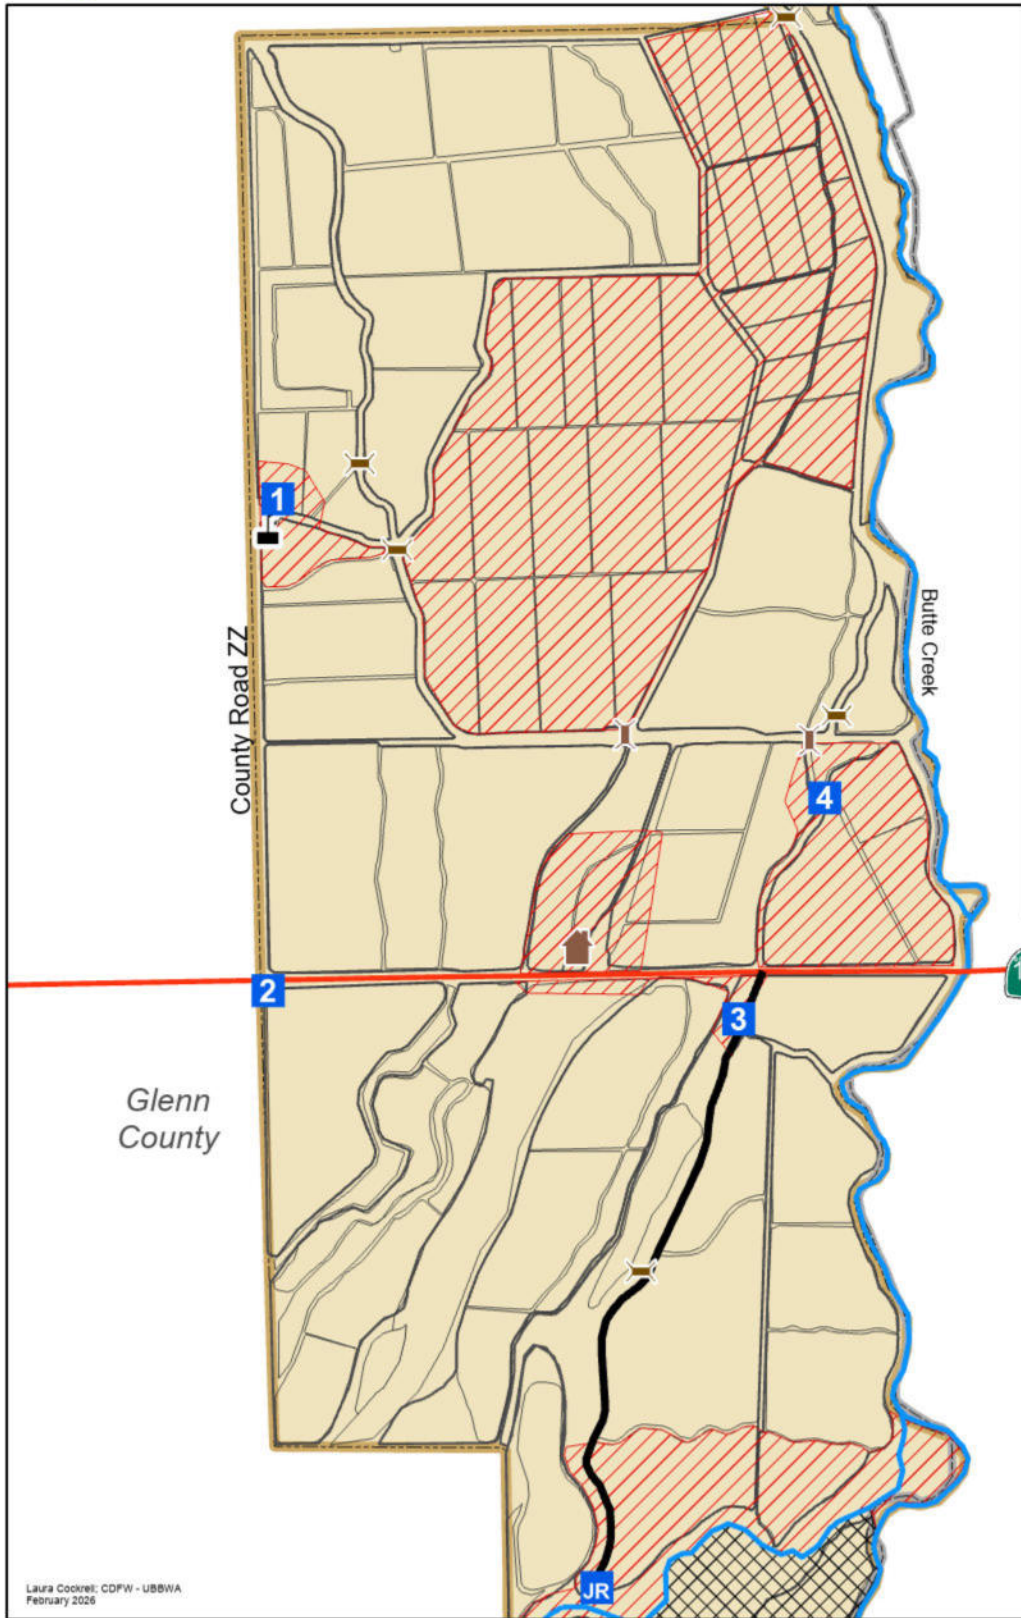 1
County Road ZZ
Butte Creek
4
2
3
Glenn
County
JR
Laura Cockrell: CDFW - UBBWA
February 2026